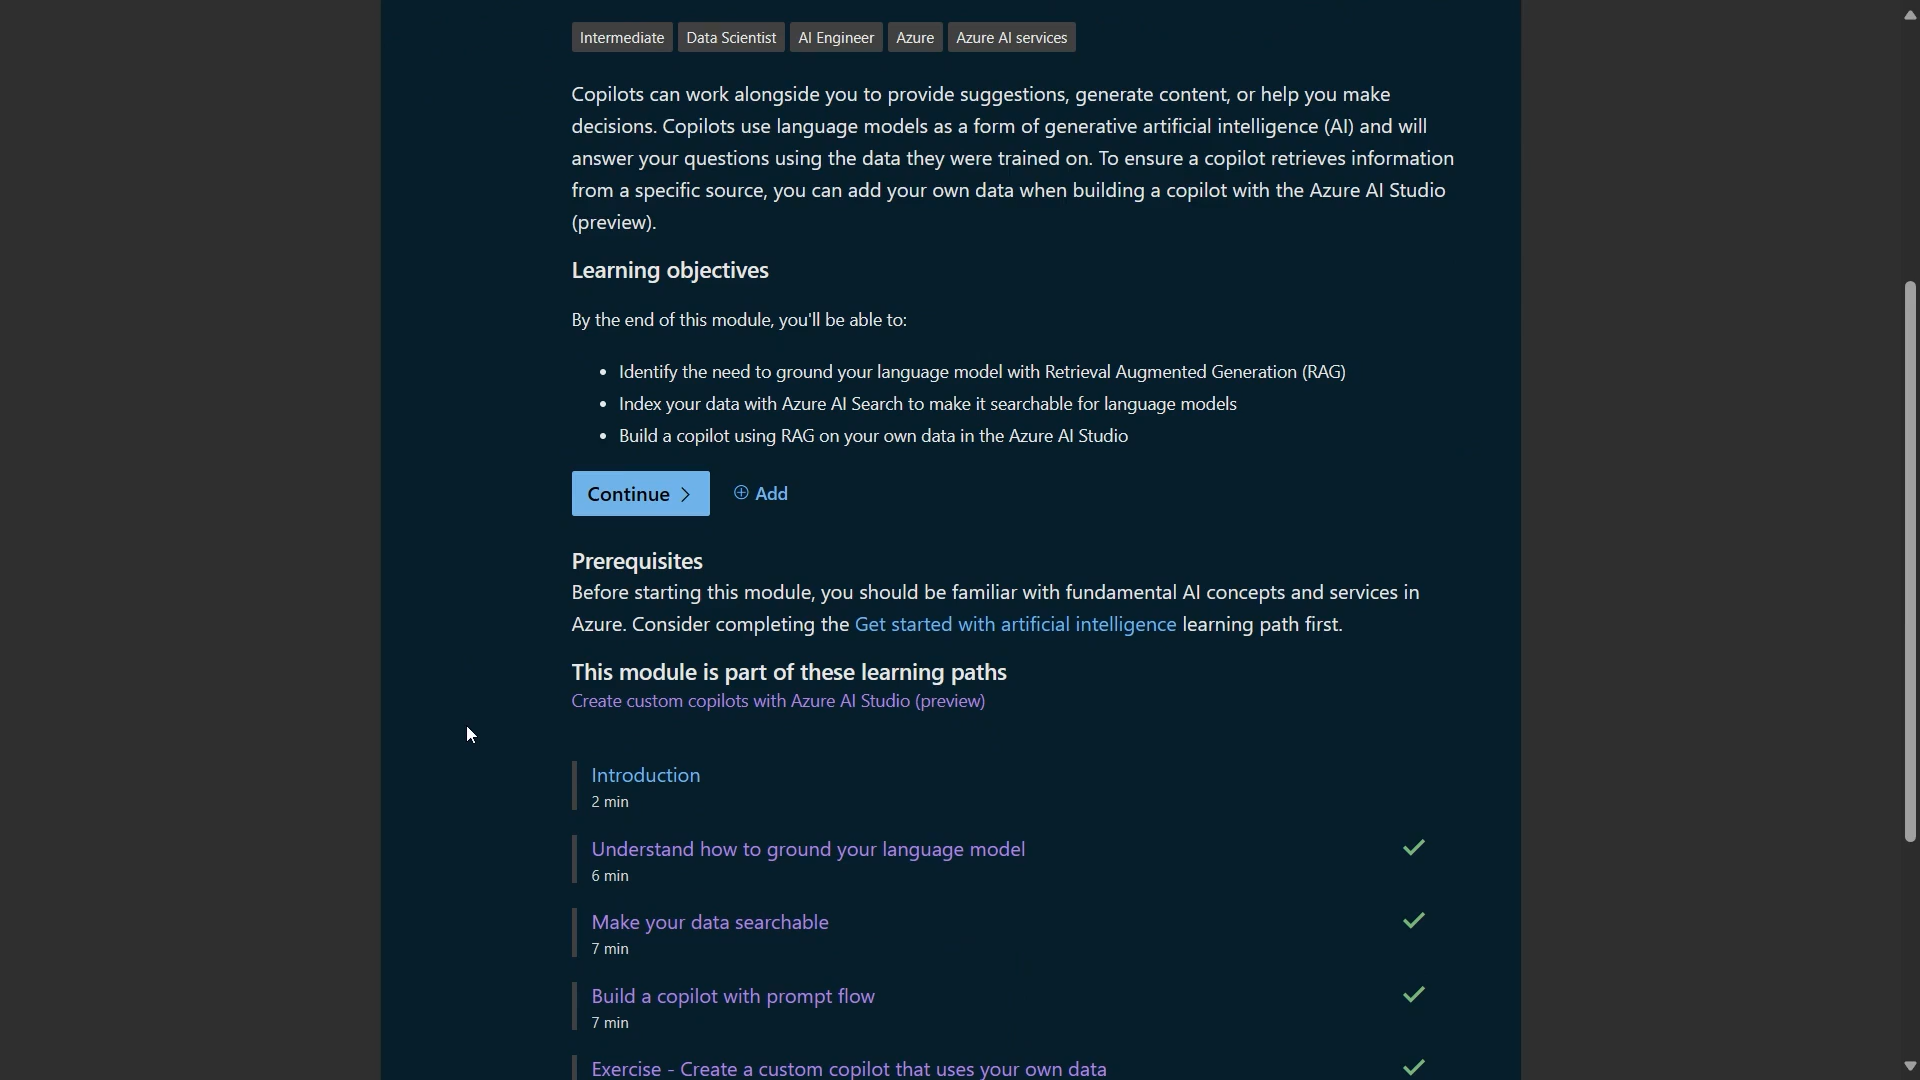 Intermediate Data Scientist AI Engineer Azure Azure AI services
Copilots can work alongside you to provide suggestions, generate content, or help you make
decisions. Copilots use language models as a form of generative artificial intelligence (AI) and will
answer your questions using the data they were trained on. To ensure a copilot retrieves information
from a specific source, you can add your own data when building a copilot with the Azure AI Studio
(preview).
Learning objectives
By the end of this module, you'll be able to:
• Identify the need to ground your language model with Retrieval Augmented Generation (RAG)
• Index your data with Azure AI Search to make it searchable for language models
• Build a copilot using RAG on your own data in the Azure AI Studio
Continue > ⊕ Add
Prerequisites
Before starting this module, you should be familiar with fundamental AI concepts and services in
Azure. Consider completing the Get started with artificial intelligence learning path first.
This module is part of these learning paths
Create custom copilots with Azure AI Studio (preview)
Introduction
2 min
Understand how to ground your language model
6 min
Make your data searchable
7 min
Build a copilot with prompt flow
7 min
Exercise - Create a custom copilot that uses your own data